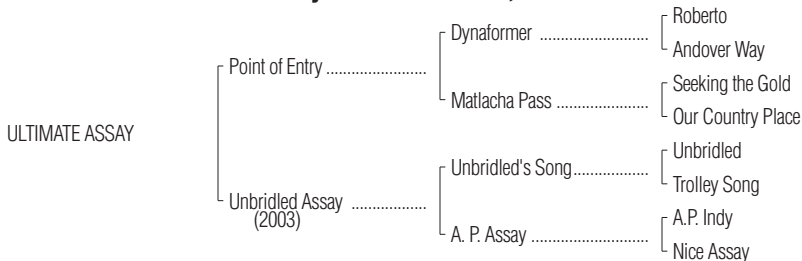 Roberto
Dynaformer ............................
Andover Way
Point of Entry ..........................
Seeking the Gold
Matlacha Pass ........................
Our Country Place
ULTIMATE ASSAY
Unbridled
Unbridled's Song....................
Trolley Song
Unbridled Assay ....................
(2003)
A.P. Indy
A. P. Assay ..............................
Nice Assay